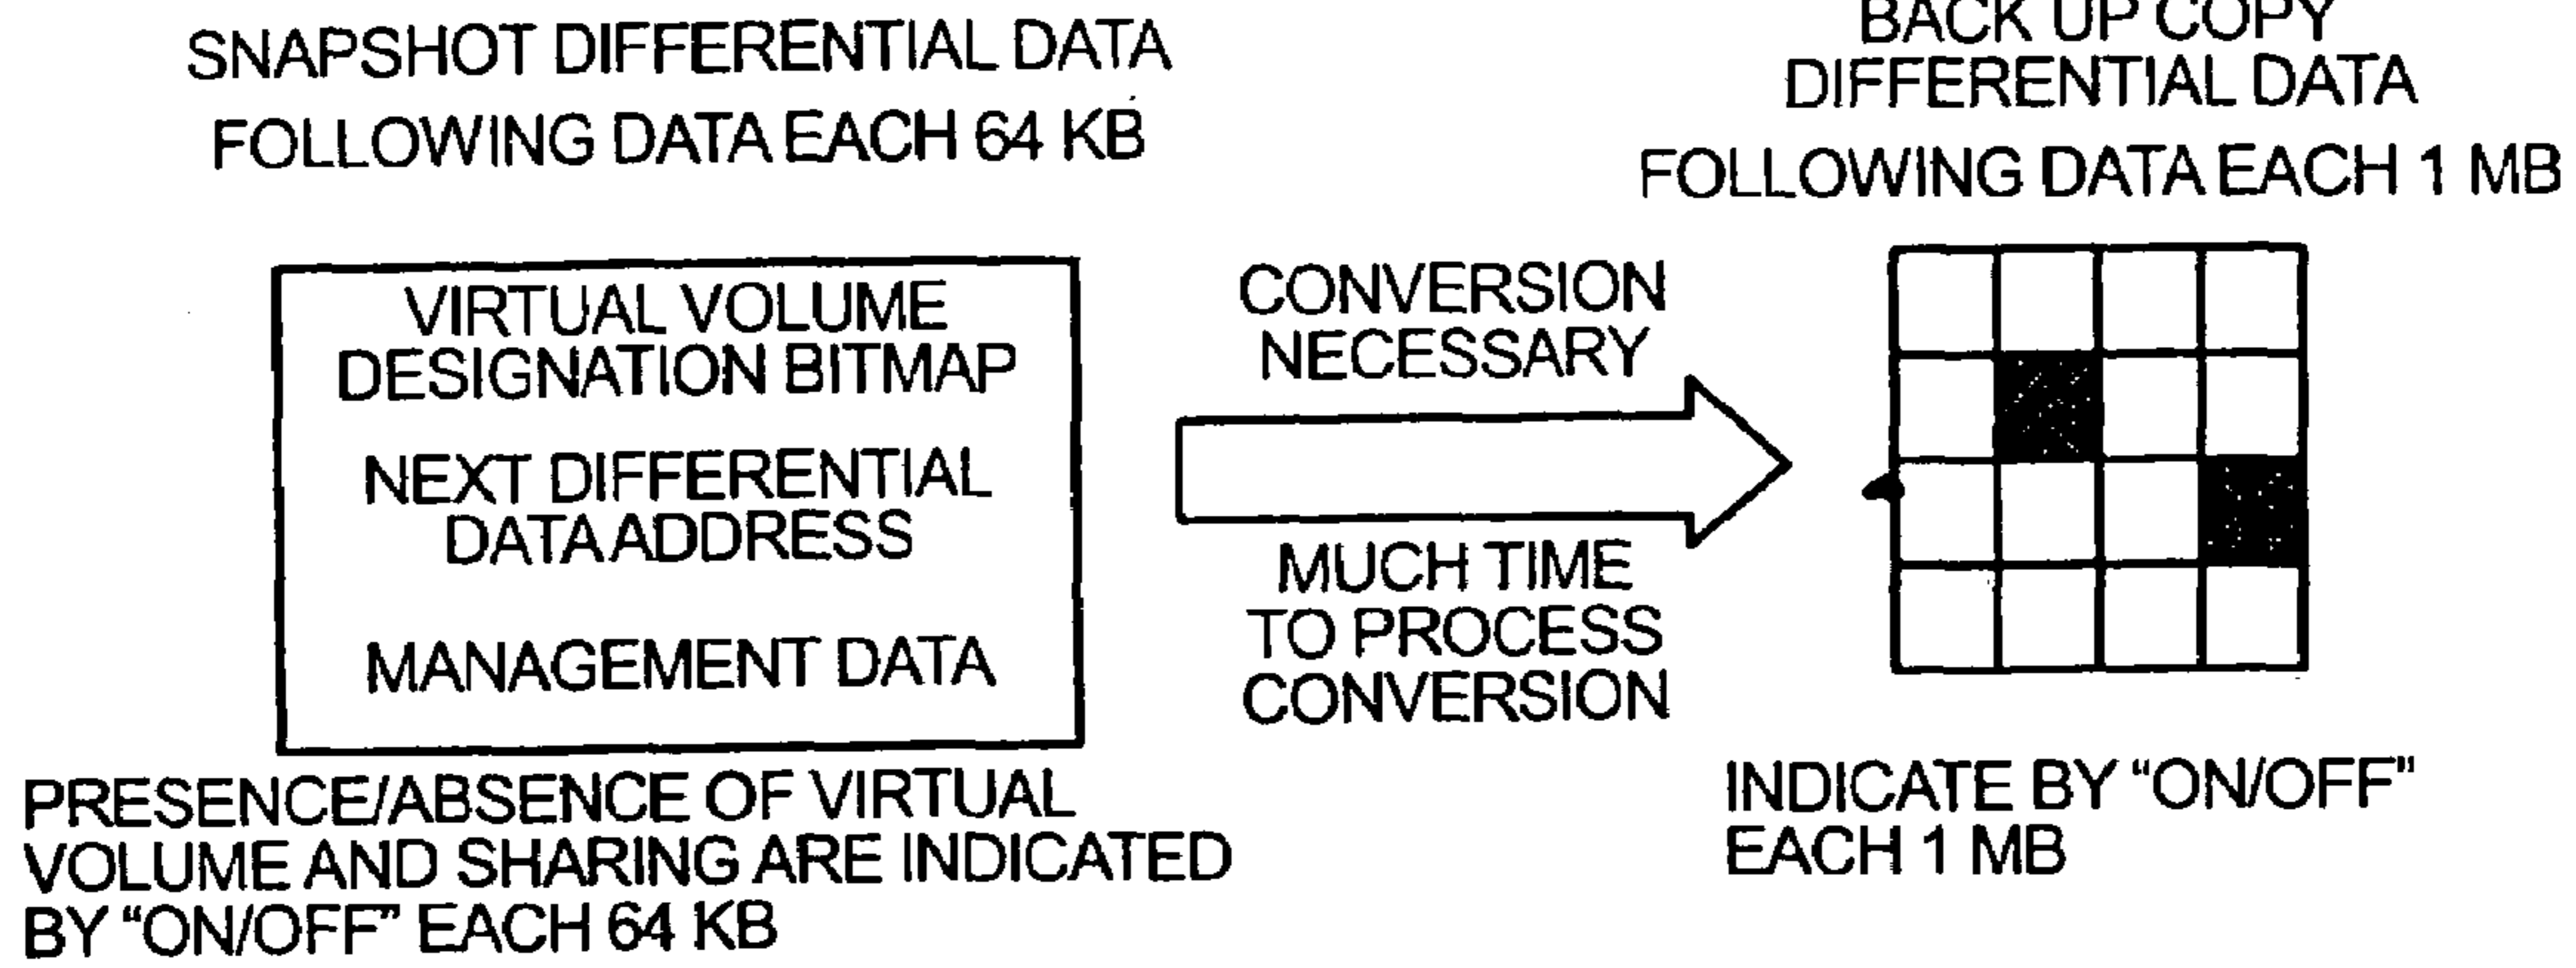 SNAPSHOT DIFFERENTIAL DATA
FOLLOWING DATA EACH 64 KB
VIRTUAL VOLUME
DESIGNATION BITMAP
NEXT DIFFERENTIAL
DATA ADDRESS
MANAGEMENT DATA
PRESENCE/ABSENCE OF VIRTUAL
VOLUME AND SHARING ARE INDICATED
BY “ON/OFF” EACH 64 KB
CONVERSION
NECESSARY
MUCH TIME
TO PROCESS
CONVERSION
BACK UP COPY
DIFFERENTIAL DATA
FOLLOWING DATA EACH 1 MB
INDICATE BY “ON/OFF”
EACH 1 MB